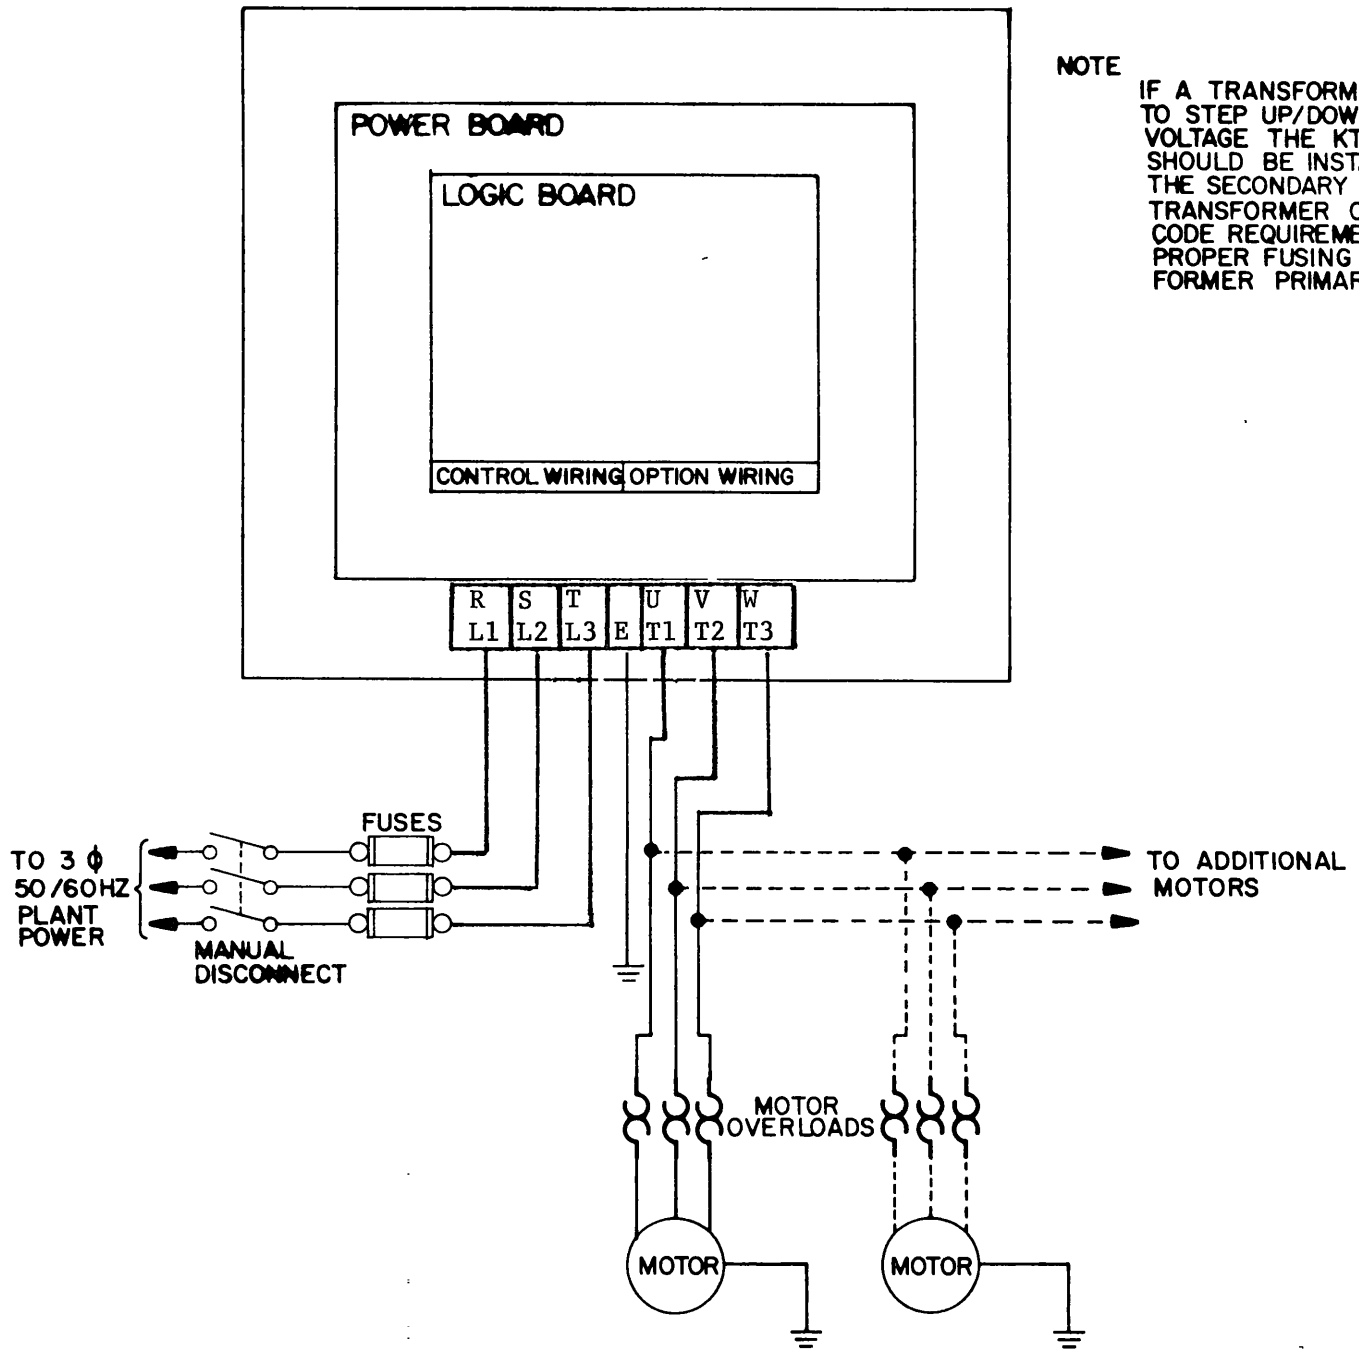 NOTE
IF A TRANSFORM
TO STEP UP/DOW
VOLTAGE THE KT
SHOULD BE INST
THE SECONDARY
TRANSFORMER
CODE REQUIREME
PROPER FUSING
FORMER PRIMAR
POWER BOARD
LOGIC BOARD
CONTROL WIRING OPTION WIRING
R S T U V W
L1 L2 L3 E T1 T2 T3
FUSES
TO 3 ϕ
50/60HZ
PLANT
POWER
MANUAL
DISCONNECT
TO ADDITIONAL
MOTORS
MOTOR
OVERLOADS
MOTOR
MOTOR